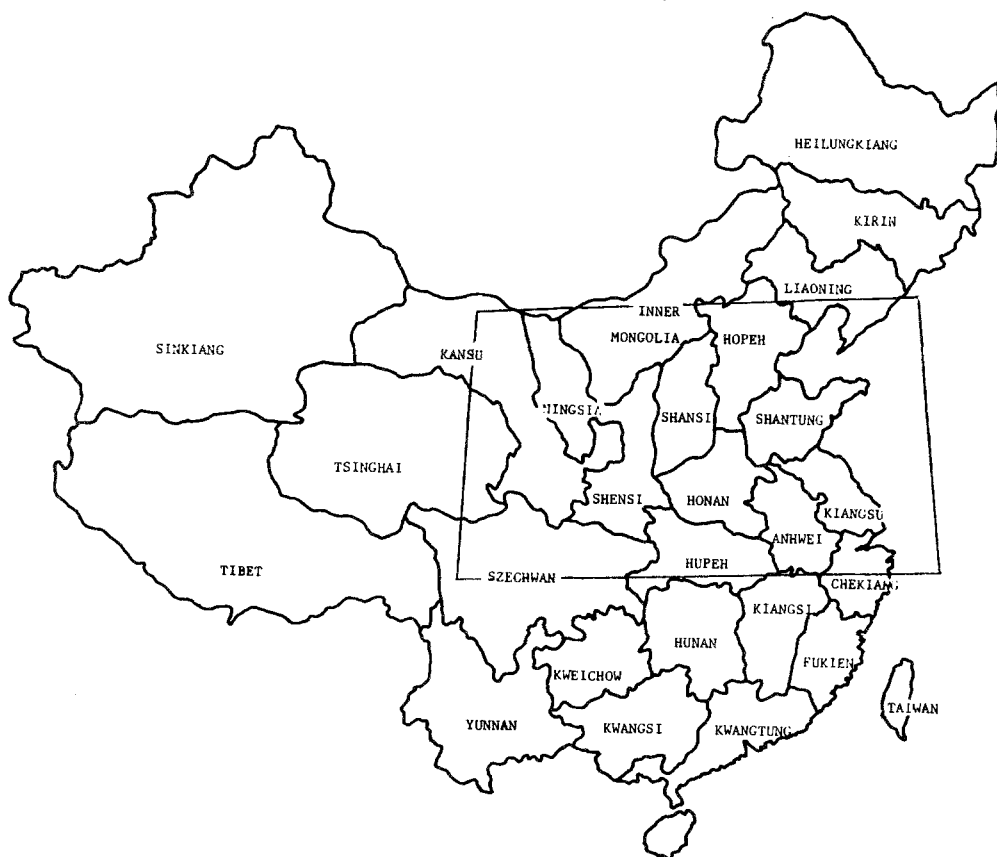 HEILUNGKIANG
KIRIN
LIAONING
INNER
MONGOLIA
HOPEH
SINKIANG
KANSU
NINGSIA
SHANSI
SHANTUNG
TSINGHAI
SHENSI
HONAN
KIANGSU
ANHWEI
TIBET
SZECHWAN
HUPEH
CHEKIANG
KIANGSI
HUNAN
FUKIEN
KWEICHOW
TAIWAN
YUNNAN
KWANGSI
KWANGTUNG